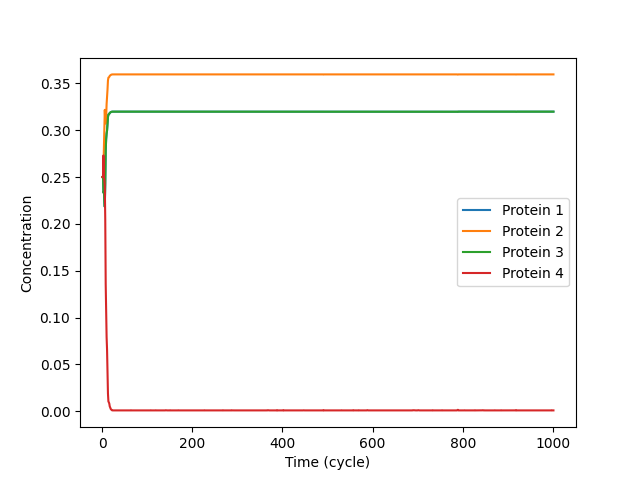 0.35
0.30
0.25
0.20
0.15
0.10
0.05
0.00
Concentration
Protein 1
Protein 2
Protein 3
Protein 4
0 200 400 600 800 1000
Time (cycle)